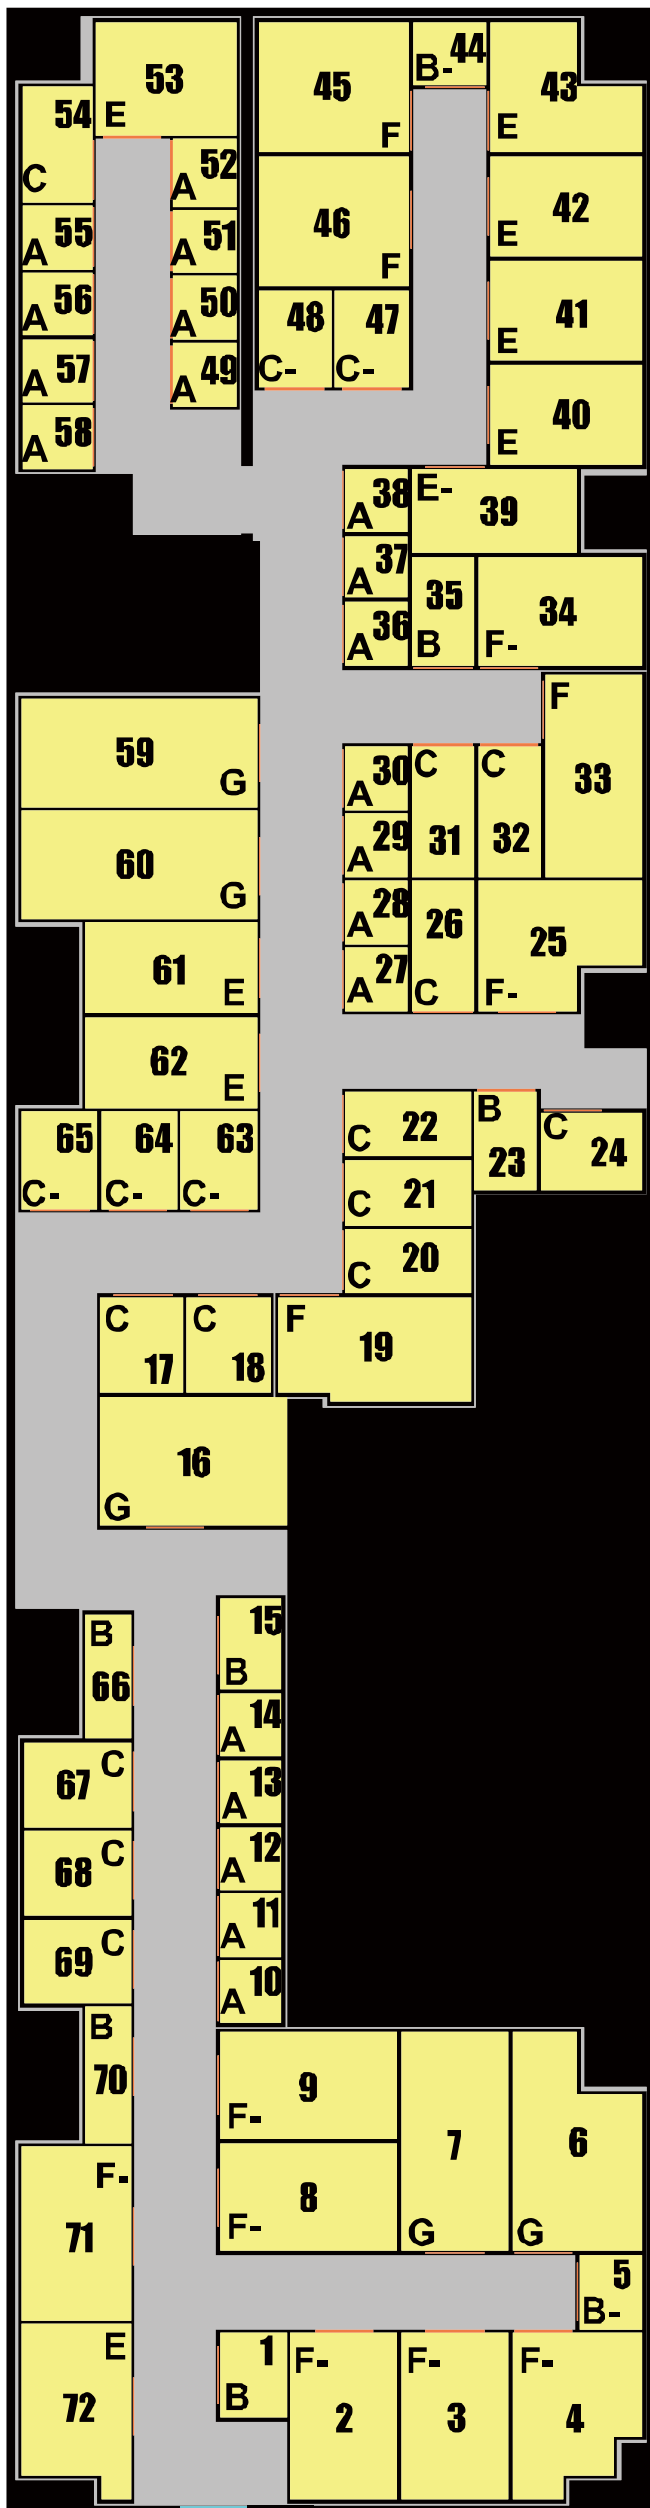 53
E
44
B-
45
F
43
E
54
C
52
A
55
A
51
A
46
F
42
E
56
A
50
A
48
C-
47
C-
41
E
57
A
49
A
58
A
40
E
38
A
E-
39
37
A
36
A
35
B
34
F-
F
33
59
G
30
A
C
31
C
32
29
A
60
G
28
A
26
C
25
F-
27
A
61
E
62
E
22
C
B
23
C
24
65
C-
64
C-
63
C-
21
C
20
C
C
17
C
18
F
19
16
G
B
66
15
B
14
A
C
67
13
A
C
68
12
A
11
A
C
69
10
A
B
70
9
F-
7
G
6
G
F-
71
8
F-
5
B-
E
72
1
B
F-
2
F-
3
F-
4